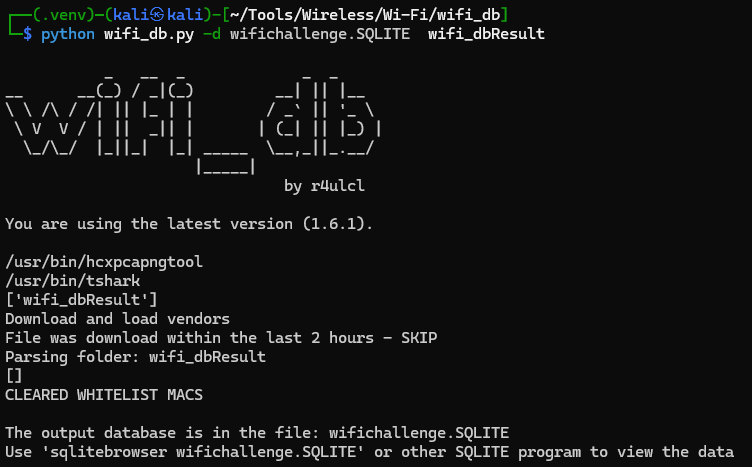 ┌──(.venv)─(kali㉿kali)-[~/Tools/Wireless/Wi-Fi/wifi_db]
└─$ python wifi_db.py -d wifichallenge.SQLITE  wifi_dbResult
wifi_db
by r4ulcl
You are using the latest version (1.6.1).
/usr/bin/hcxpcapngtool
/usr/bin/tshark
['wifi_dbResult']
Download and load vendors
File was download within the last 2 hours - SKIP
Parsing folder: wifi_dbResult
[]
CLEARED WHITELIST MACS
The output database is in the file: wifichallenge.SQLITE
Use 'sqlitebrowser wifichallenge.SQLITE' or other SQLITE program to view the data